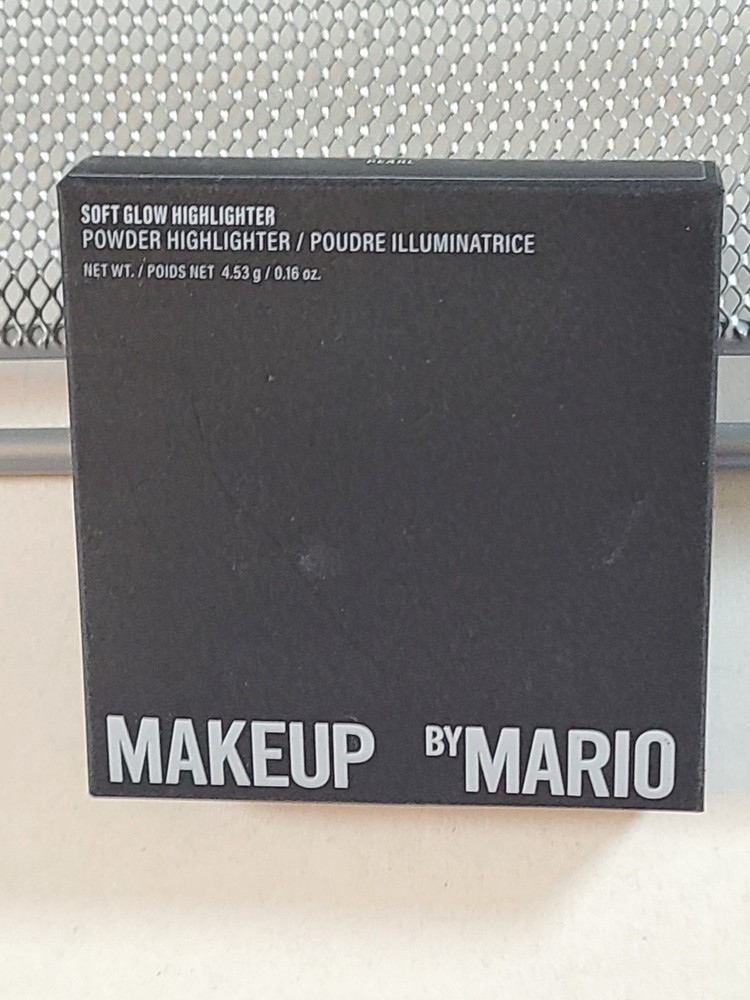 PEARL
SOFT GLOW HIGHLIGHTER
POWDER HIGHLIGHTER / POUDRE ILLUMINATRICE
NET WT. / POIDS NET 4.53 g / 0.16 oz.
MAKEUP BY MARIO